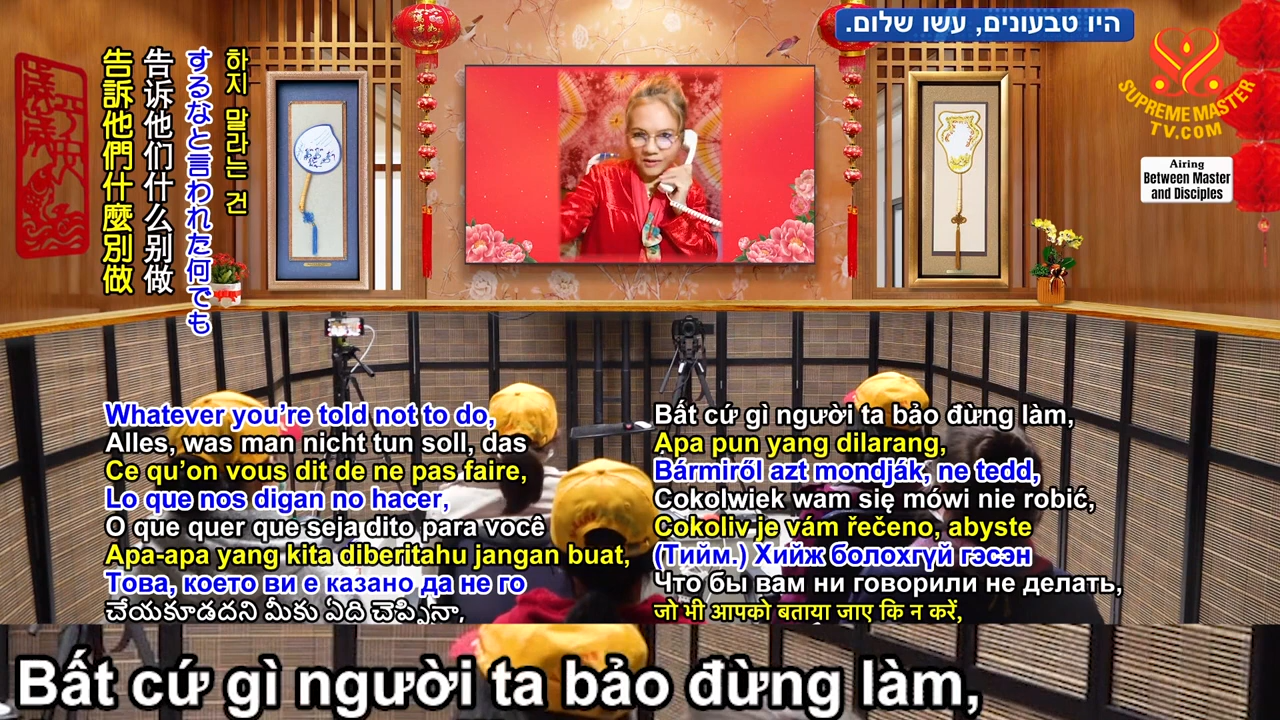 היו טבעונים, עשו שלום.
SUPREME MASTER
TV.COM
Airing
Between Master
and Disciples
하지 말라는 건
するなと言われた何でも
告诉他们什么别做
告訴他們什麼別做
Whatever you're told not to do,
Alles, was man nicht tun soll, das
Ce qu'on vous dit de ne pas faire,
Lo que nos digan no hacer,
O que quer que seja dito para você
Apa-apa yang kita diberitahu jangan buat,
Това, което ви е казано да не го
చేయకూడదని మీకు ఏది చెప్పినా,
Bất cứ gì người ta bảo đừng làm,
Apa pun yang dilarang,
Bármiről azt mondják, ne tedd,
Cokolwiek wam się mówi nie robić,
Cokoliv je vám řečeno, abyste
(Тийм.) Хийж болохгүй гэсэн
Что бы вам ни говорили не делать,
जो भी आपको बताया जाए कि न करें,
Bất cứ gì người ta bảo đừng làm,